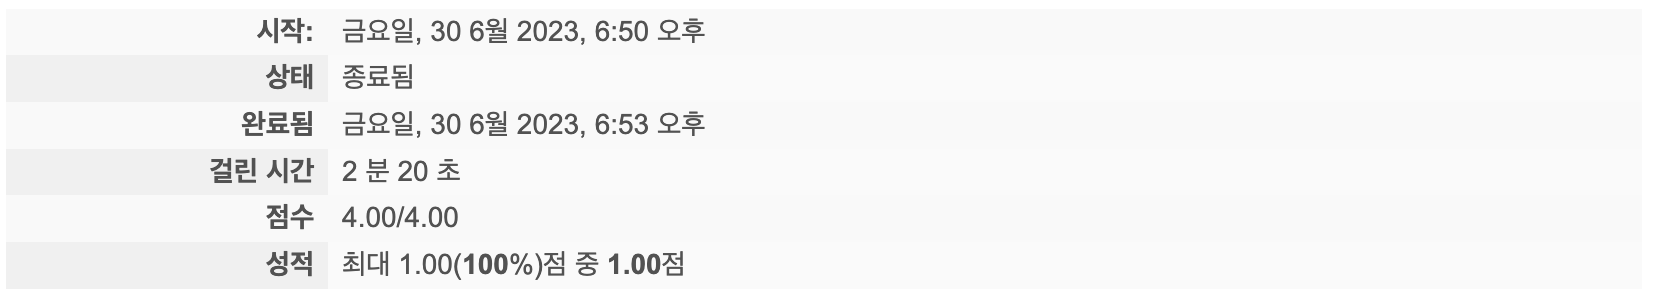 시작: 금요일, 30 6월 2023, 6:50 오후
상태 종료됨
완료됨 금요일, 30 6월 2023, 6:53 오후
걸린 시간 2 분 20 초
점수 4.00/4.00
성적 최대 1.00(100%)점 중 1.00점